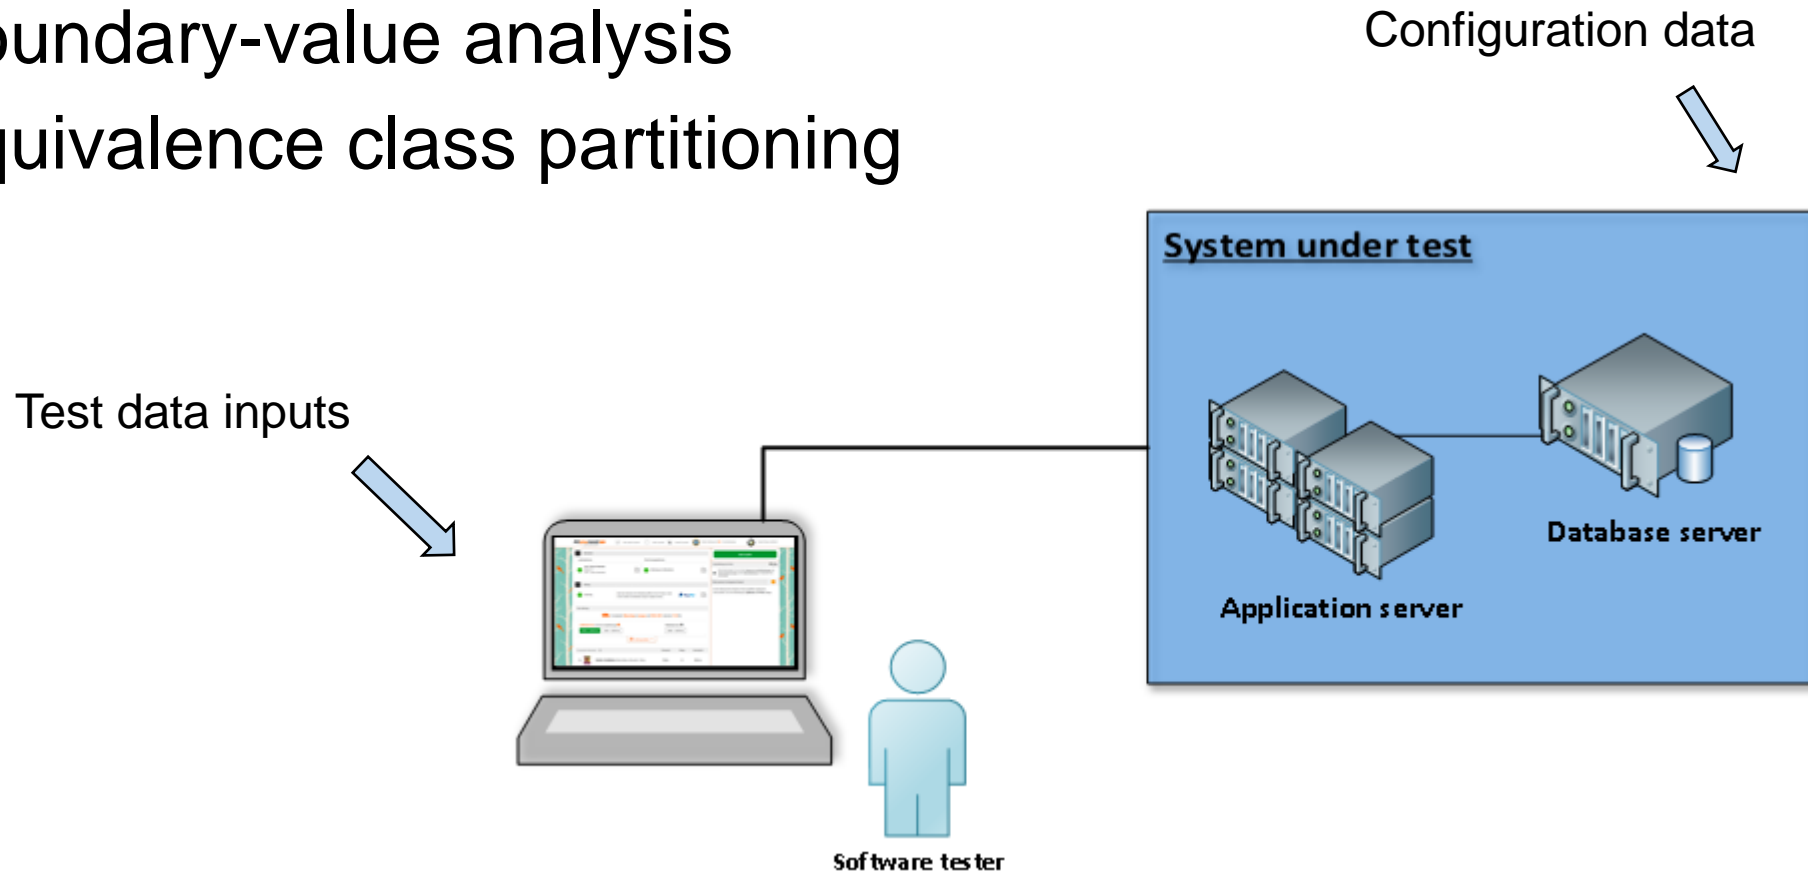 oundary-value analysis
Configuration data
quivalence class partitioning
System under test
Test data inputs
Database server
Application server
Software tester